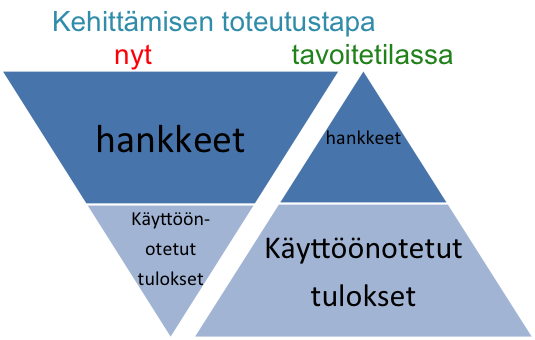 Kehittämisen toteutustapa
nyt
tavoitetilassa
hankkeet
Käyttöön-
otetut
tulokset
hankkeet
Käyttöönotetut
tulokset